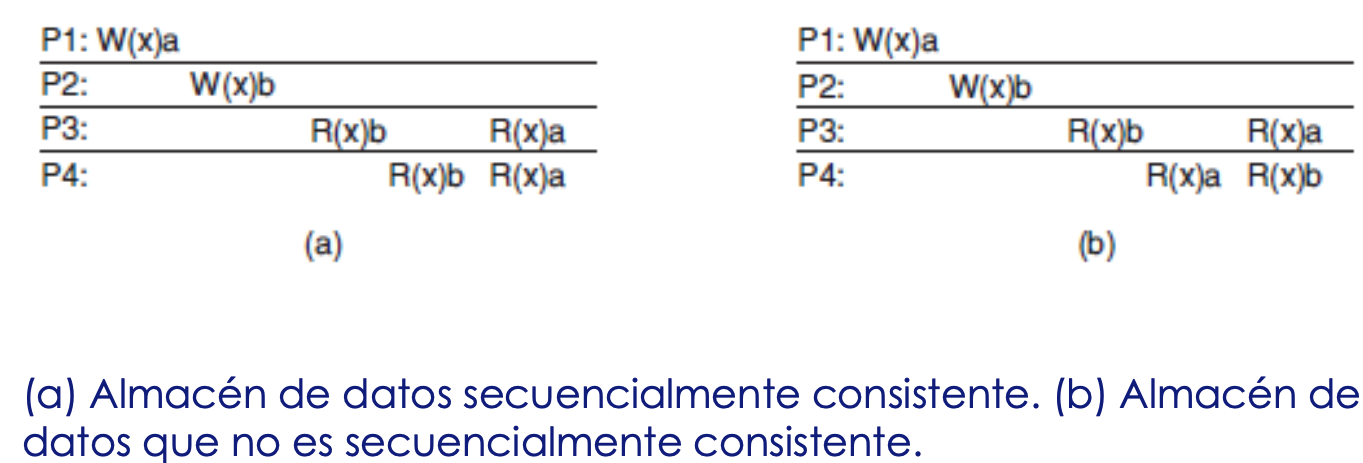 P1: W(x)a
P2: W(x)b
P3: R(x)b R(x)a
P4: R(x)b R(x)a
(a)
P1: W(x)a
P2: W(x)b
P3: R(x)b R(x)a
P4: R(x)a R(x)b
(b)
(a) Almacén de datos secuencialmente consistente. (b) Almacén de
datos que no es secuencialmente consistente.